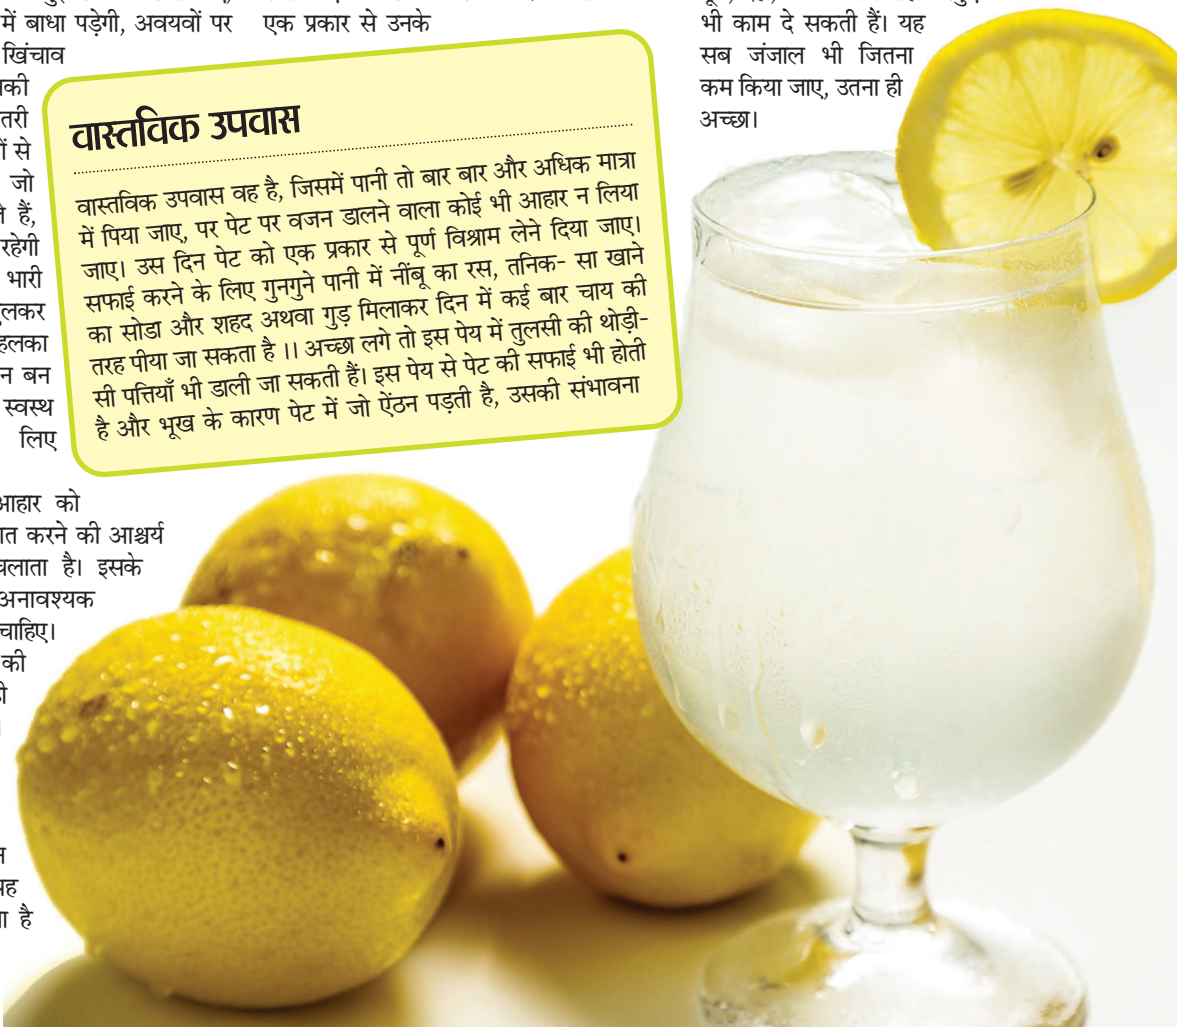 में बाधा पड़ेगी, अवयवों पर
खिंचाव
तरी
से
जो
हैं,
रहेगी
भारी
न बन
स्वस्थ
लिए
आहार को
करने की आश्चर्य
है। इसके
अनावश्यक
चाहिए।
की
है
एक प्रकार से उनके
वास्तविक उपवास
वास्तविक उपवास वह है, जिसमें पानी तो बार बार और अधिक मात्रा
में पिया जाए, पर पेट पर वजन डालने वाला कोई भी आहार न लिया
जाए। उस दिन पेट को एक प्रकार से पूर्ण विश्राम लेने दिया जाए।
सफाई करने के लिए गुनगुने पानी में नींबू का रस, तनिक- सा खाने
का सोडा और शहद अथवा गुड़ मिलाकर दिन में कई बार चाय की
तरह पीया जा सकता है ।। अच्छा लगे तो इस पेय में तुलसी की थोड़ी-
सी पत्तियाँ भी डाली जा सकती हैं। इस पेय से पेट की सफाई भी होती
है और भूख के कारण पेट में जो ऐंठन पड़ती है, उसकी संभावना
भी काम दे सकती हैं। यह
सब जंजाल भी जितना
कम किया जाए, उतना ही
अच्छा।